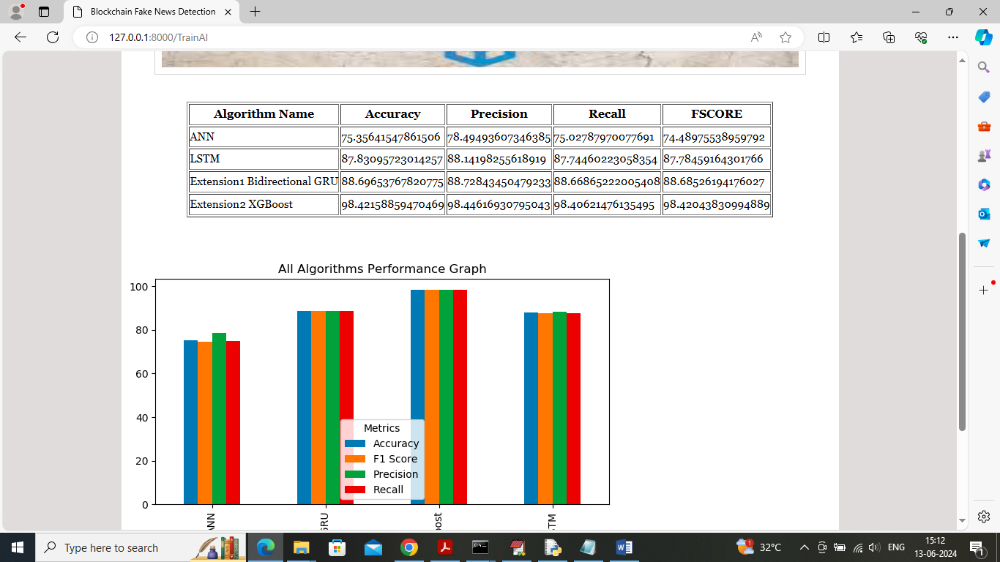 Blockchain Fake News Detection
127.0.0.1:8000/TrainAI
Algorithm Name Accuracy Precision Recall FSCORE
ANN 75.35641547861506 78.49493607346385 75.02787970077691 74.48975538959792
LSTM 87.83095723014257 88.14198255618919 87.74460223058354 87.78459164301766
Extension1 Bidirectional GRU 88.69653767820775 88.72843450479233 88.66865222005408 88.68526194176027
Extension2 XGBoost 98.42158859470469 98.44616930795043 98.40621476135495 98.42043830994889
All Algorithms Performance Graph
100
80
60
40
20
0
Metrics
Accuracy
F1 Score
Precision
Recall
ANN GRU oost TM
Type here to search
32°C
ENG
15:12
13-06-2024
1